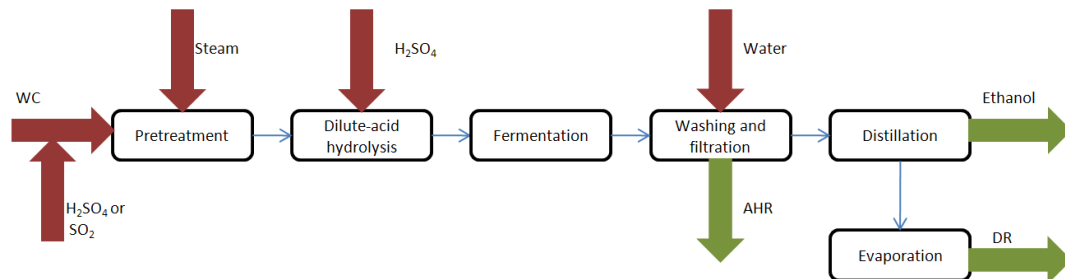 Steam
H₂SO₄
Water
WC
Ethanol
Pretreatment
Dilute-acid
hydrolysis
Fermentation
Washing and
filtration
Distillation
H₂SO₄ or
SO₂
AHR
DR
Evaporation